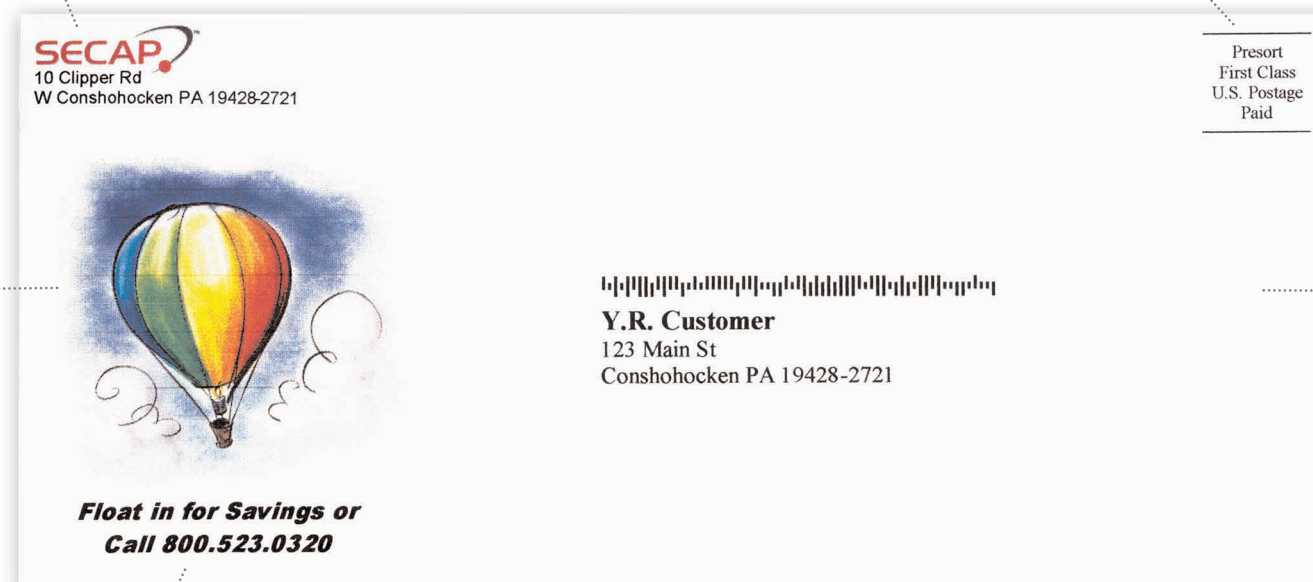 SECAP™
10 Clipper Rd
W Conshohocken PA 19428-2721
Presort
First Class
U.S. Postage
Paid
Y.R. Customer
123 Main St
Conshohocken PA 19428-2721
Float in for Savings or
Call 800.523.0320